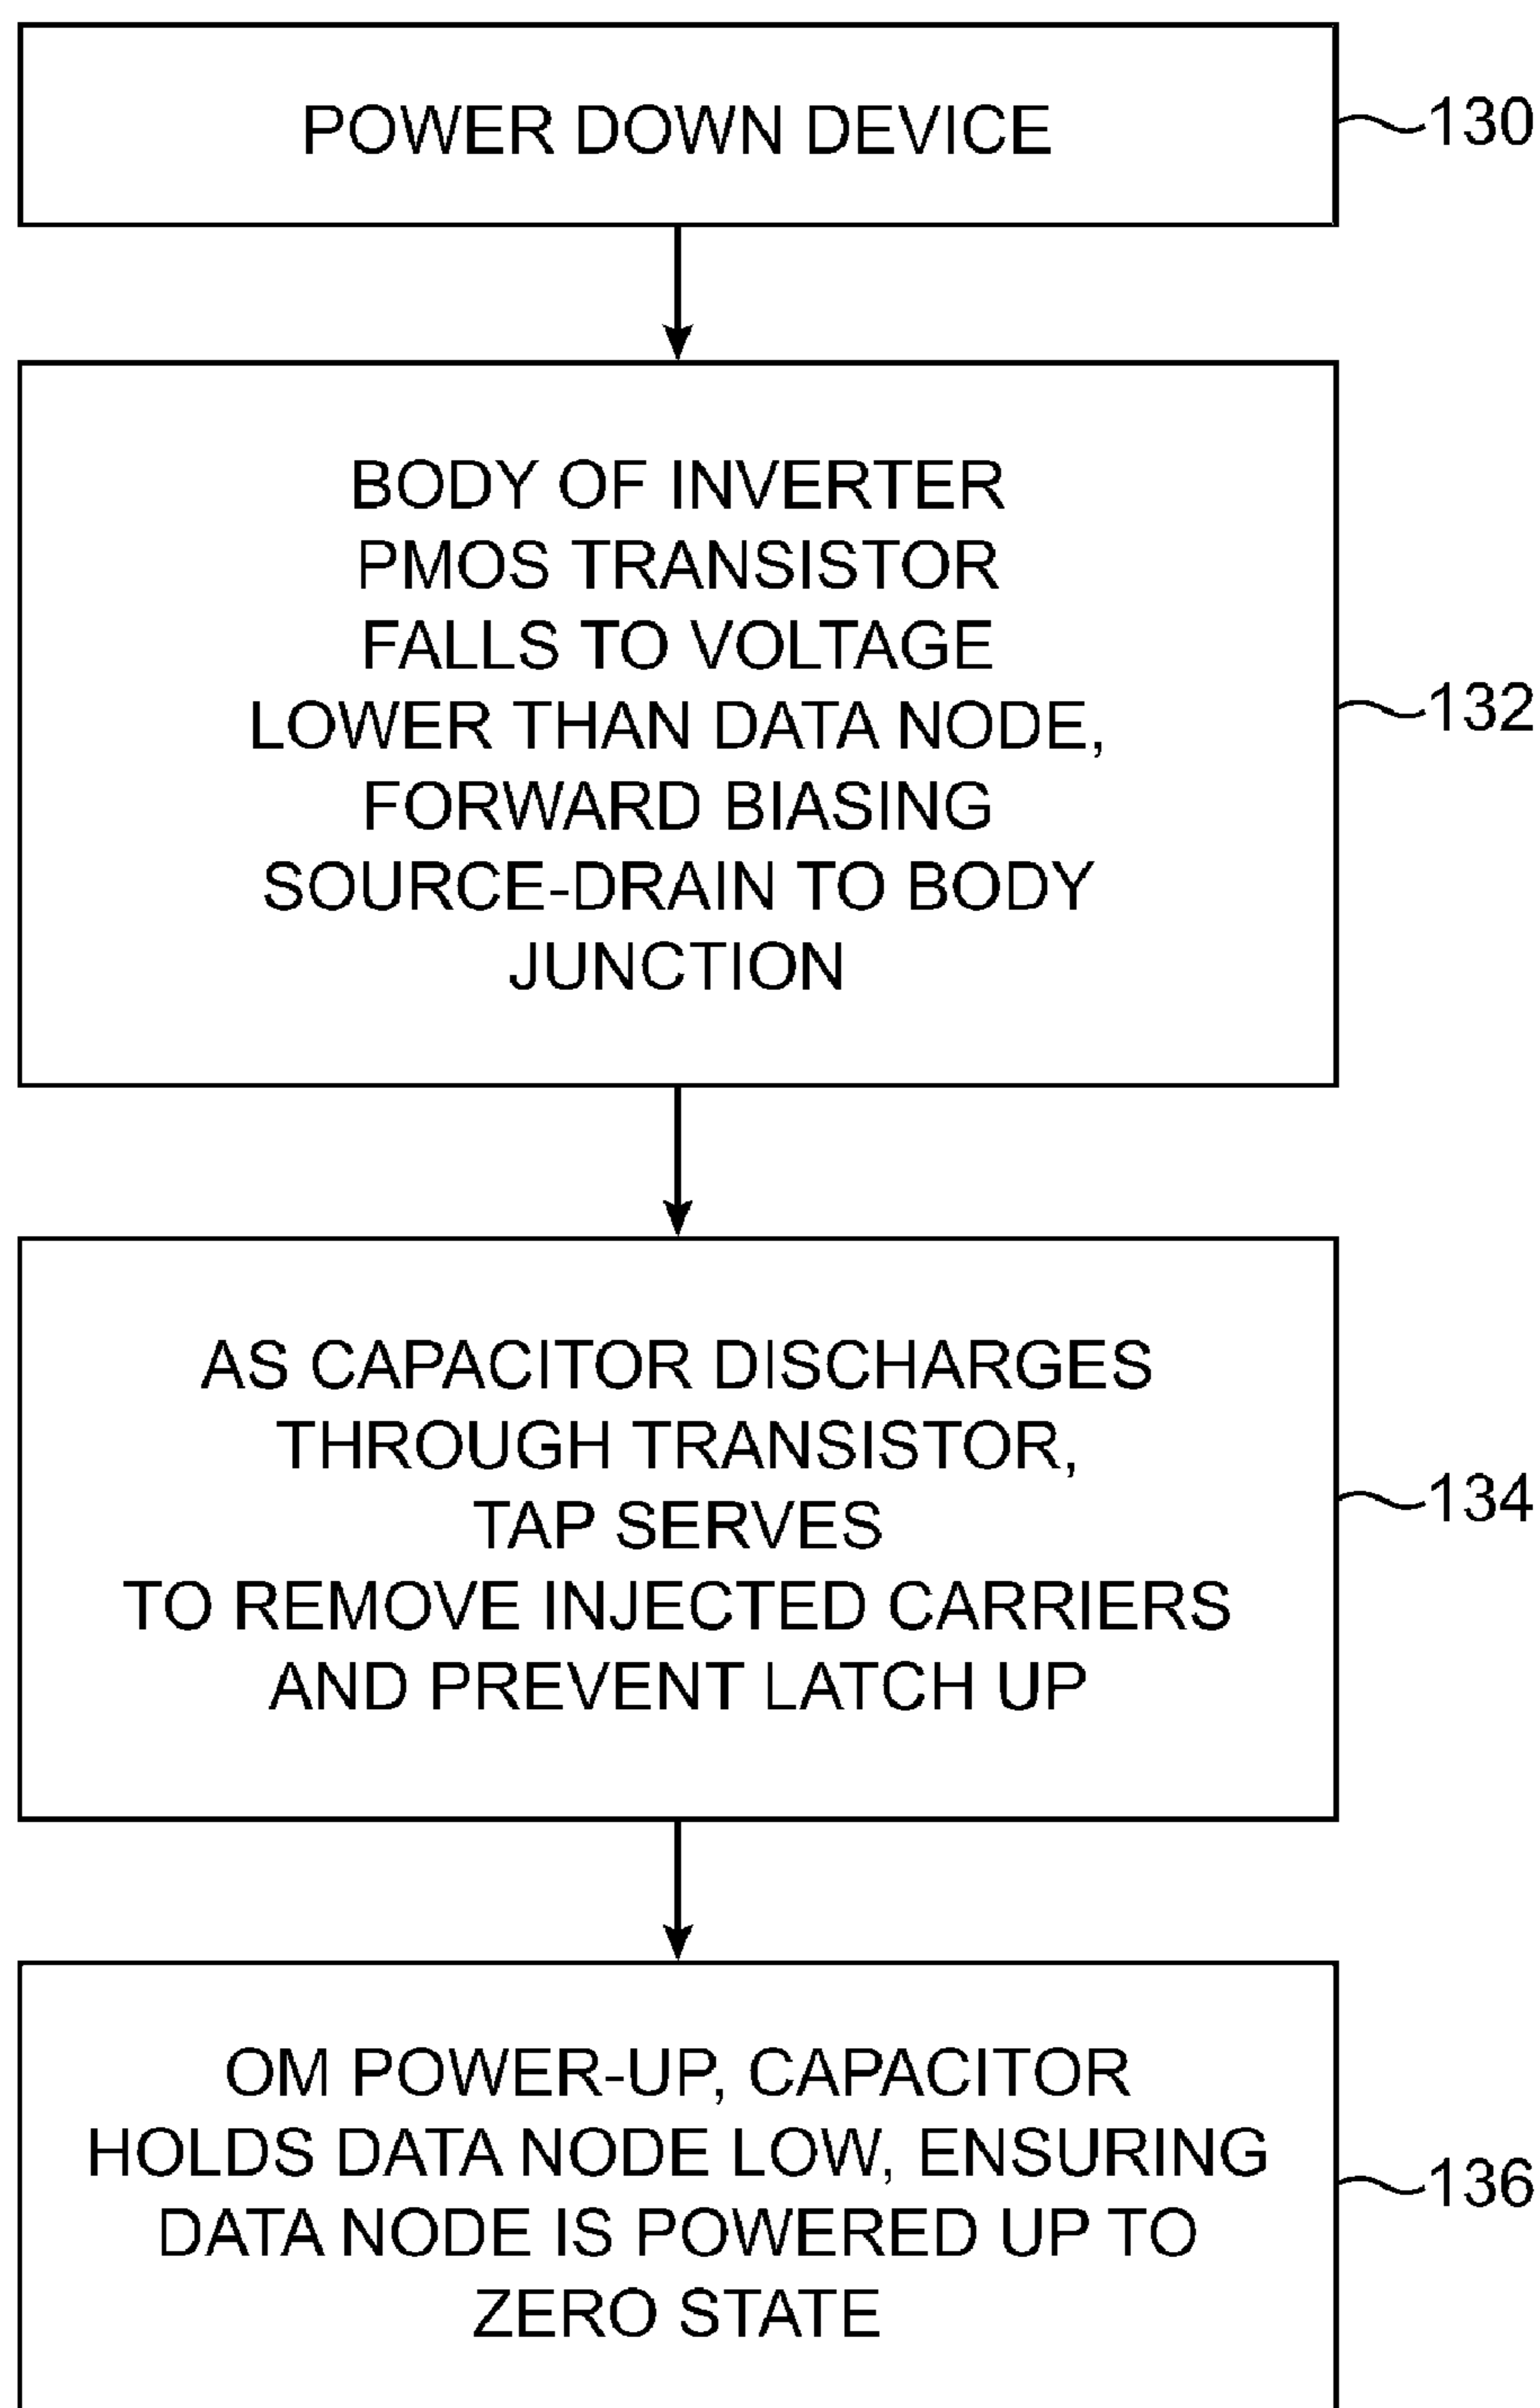 POWER DOWN DEVICE
130
BODY OF INVERTER
PMOS TRANSISTOR
FALLS TO VOLTAGE
LOWER THAN DATA NODE,
FORWARD BIASING
SOURCE-DRAIN TO BODY
JUNCTION
132
AS CAPACITOR DISCHARGES
THROUGH TRANSISTOR,
TAP SERVES
TO REMOVE INJECTED CARRIERS
AND PREVENT LATCH UP
134
OM POWER-UP, CAPACITOR
HOLDS DATA NODE LOW, ENSURING
DATA NODE IS POWERED UP TO
ZERO STATE
136